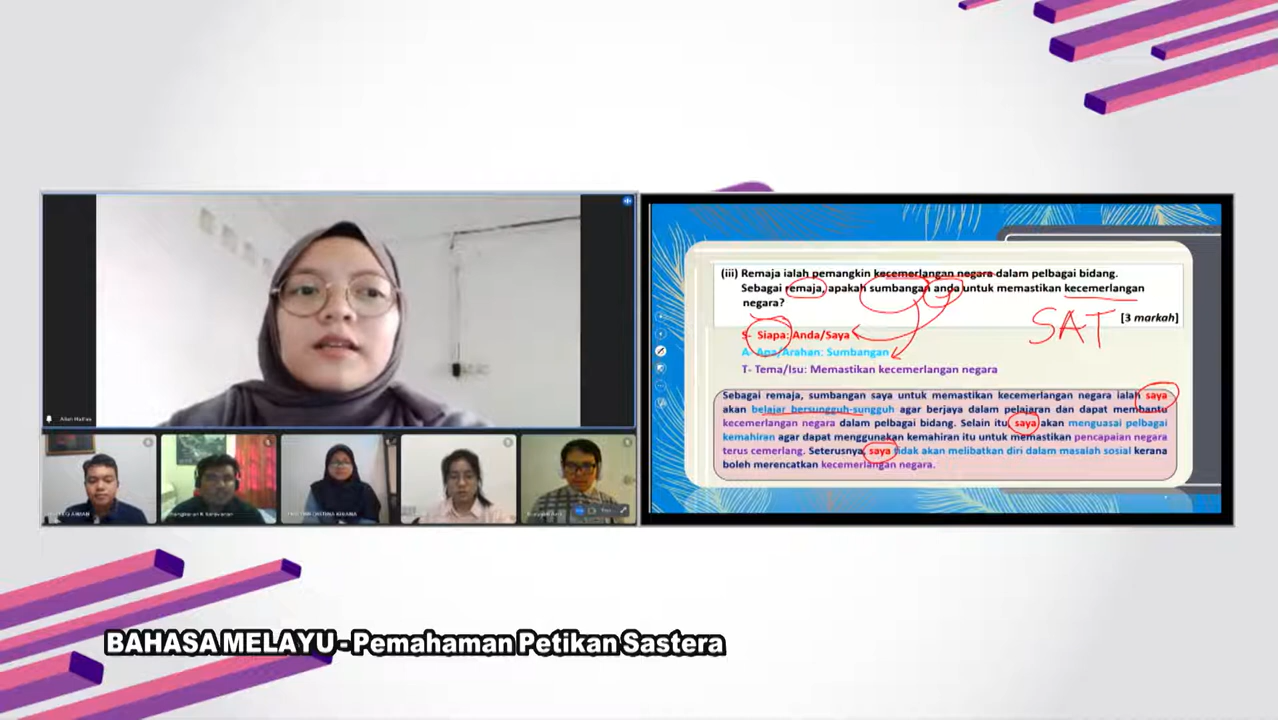 (iii) Remaja ialah pemangkin kecemerlangan negara dalam pelbagai bidang.
Sebagai remaja, apakah sumbangan anda untuk memastikan kecemerlangan
negara?
[3 markah]
SAT
S- Siapa: Anda/Saya
A- Apa/Arahan: Sumbangan
T- Tema/Isu: Memastikan kecemerlangan negara
Sebagai remaja, sumbangan saya untuk memastikan kecemerlangan negara ialah saya
akan belajar bersungguh-sungguh agar berjaya dalam pelajaran dan dapat membantu
kecemerlangan negara dalam pelbagai bidang. Selain itu saya akan menguasai pelbagai
kemahiran agar dapat menggunakan kemahiran itu untuk memastikan pencapaian negara
terus cemerlang. Seterusnya, saya tidak akan melibatkan diri dalam masalah sosial kerana
boleh merencatkan kecemerlangan negara.
BAHASA MELAYU - Pemahaman Petikan Sastera